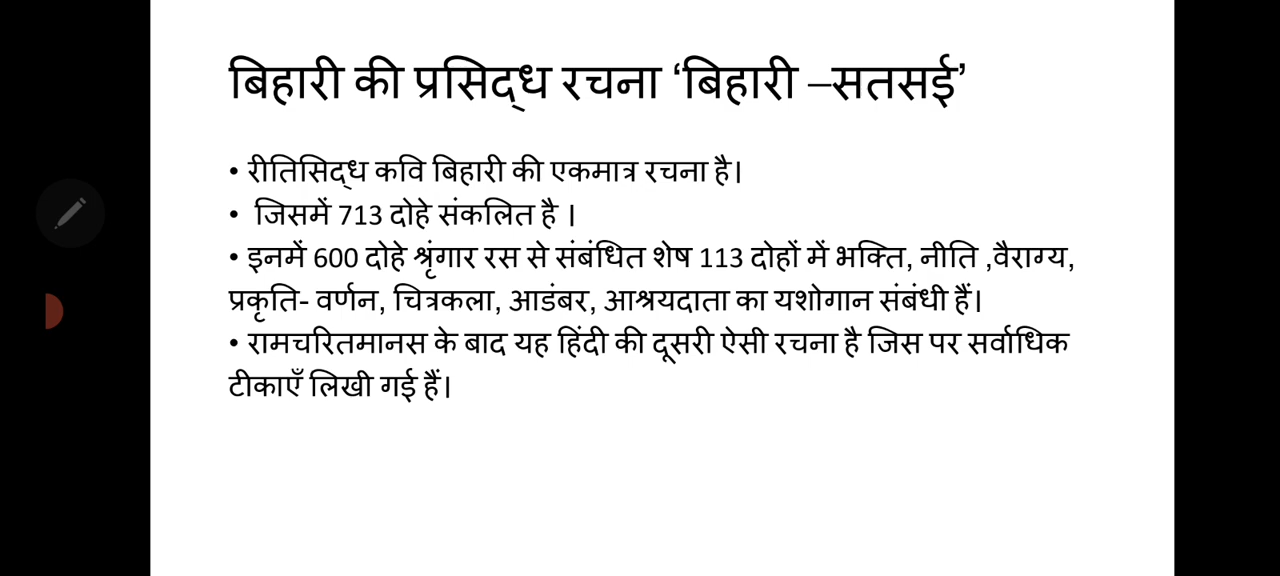 बिहारी की प्रसिद्ध रचना ‘बिहारी –सतसई’
• रीतिसिद्ध कवि बिहारी की एकमात्र रचना है।
• जिसमें 713 दोहे संकलित है ।
• इनमें 600 दोहे श्रृंगार रस से संबंधित शेष 113 दोहों में भक्ति, नीति ,वैराग्य,
प्रकृति- वर्णन, चित्रकला, आडंबर, आश्रयदाता का यशोगान संबंधी हैं।
• रामचरितमानस के बाद यह हिंदी की दूसरी ऐसी रचना है जिस पर सर्वाधिक
टीकाएँ लिखी गई हैं।